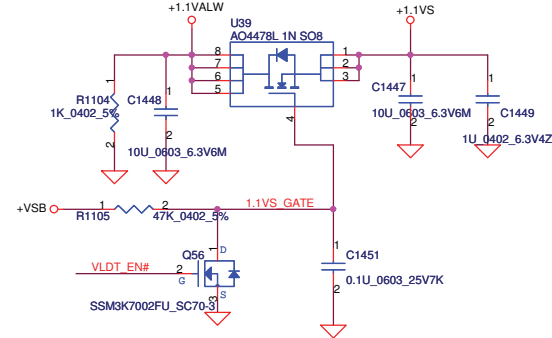 +1.1VALW
+1.1VS
U39
AO4478L 1N SO8
8
7
6
5
1
2
3
4
1
R1104
1K_0402_5%
2
1
C1448
2
10U_0603_6.3V6M
1
C1447
10U_0603_6.3V6M
2
1
C1449
1U_0402_6.3V4Z
2
+VSB
1
R1105
2
47K_0402_5%
1.1VS_GATE
VLDT_EN#
Q56
1
D
2
G
3
S
SSM3K7002FU_SC70-3
1
C1451
0.1U_0603_25V7K
2